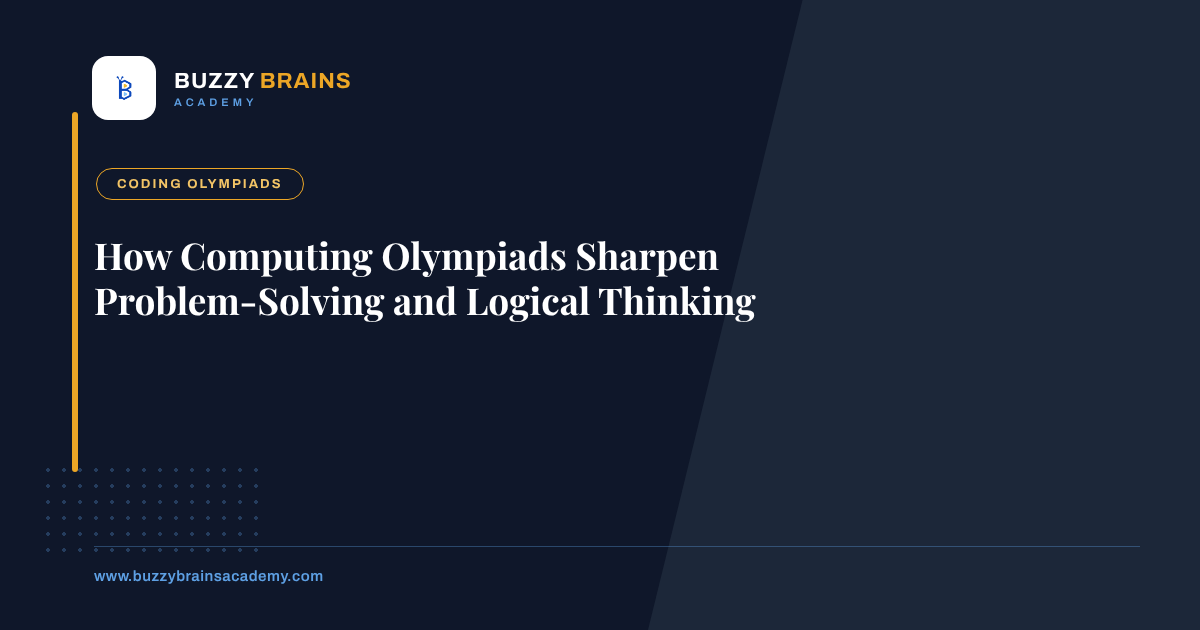 BUZZY BRAINS
ACADEMY
CODING OLYMPIADS
How Computing Olympiads Sharpen
Problem-Solving and Logical Thinking
www.buzzybrainsacademy.com